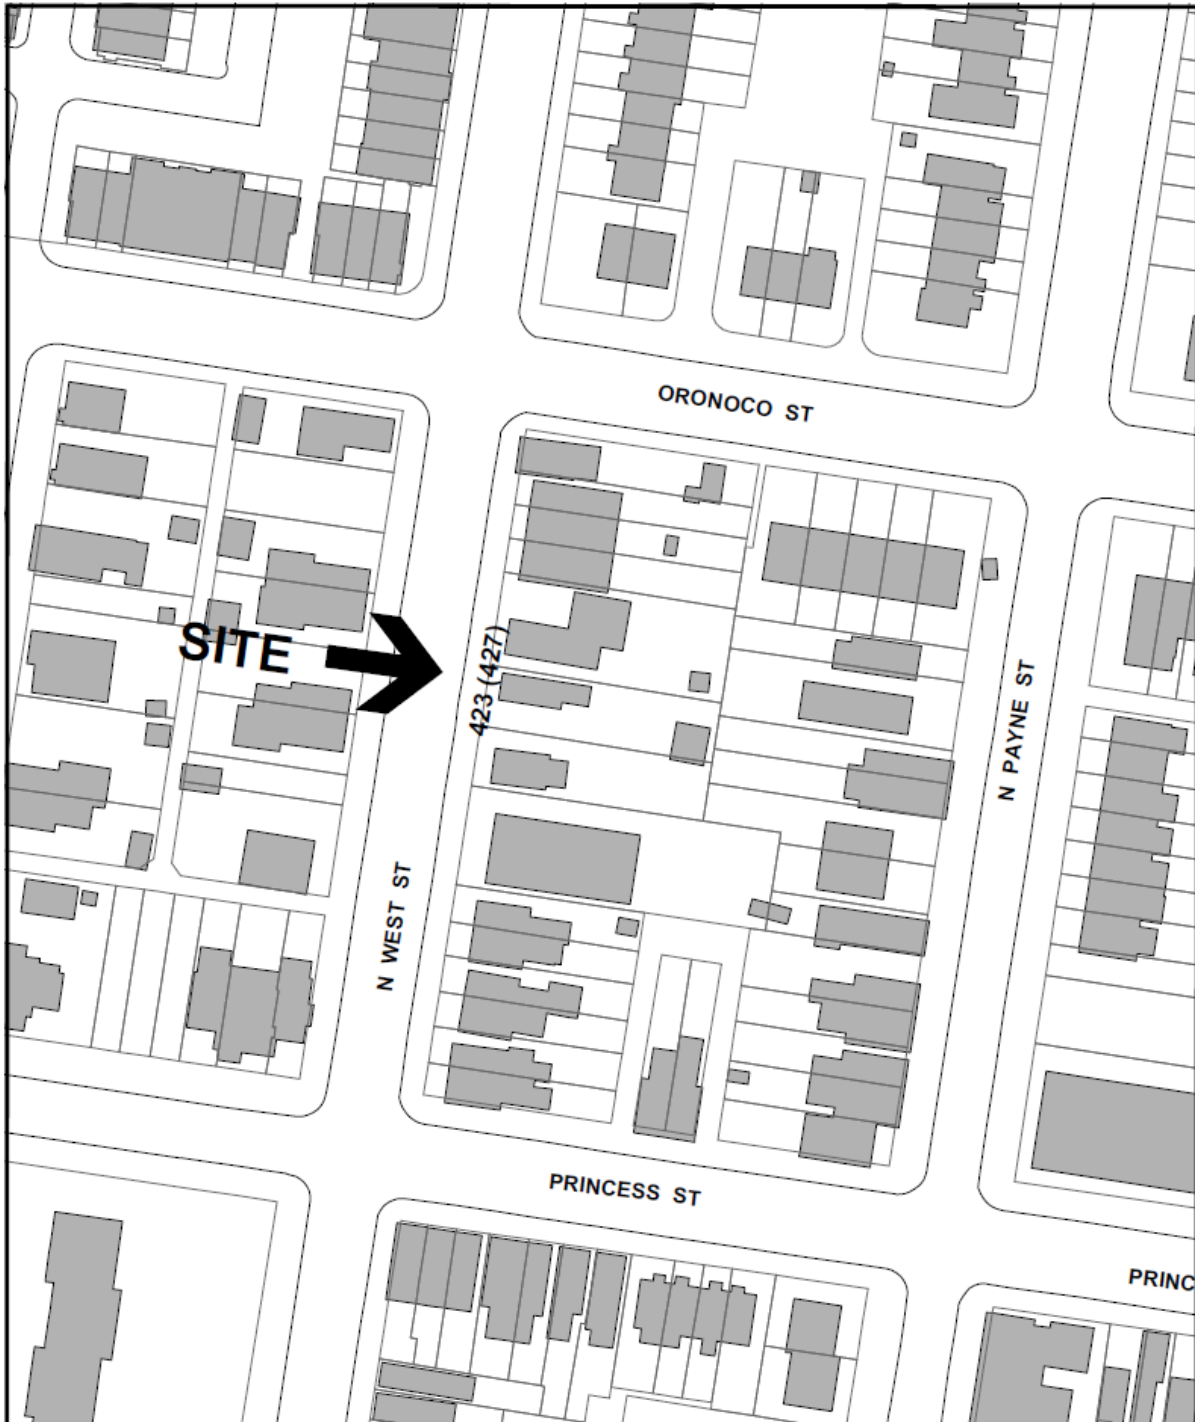 ORONOCO ST
SITE
423 (427)
N PAYNE ST
N WEST ST
PRINCESS ST
PRINC